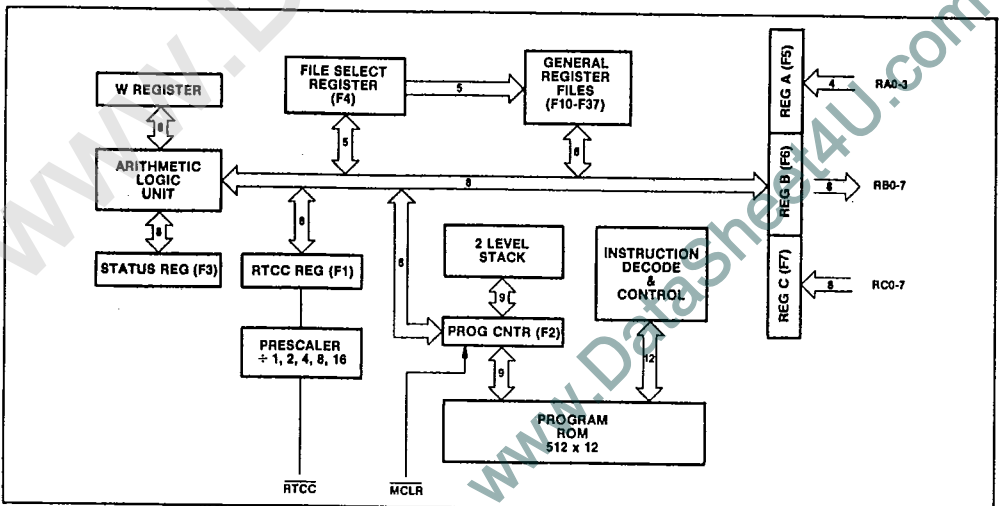 W REGISTER
8
ARITHMETIC
LOGIC
UNIT
8
STATUS REG (F3)
FILE SELECT
REGISTER
(F4)
5
5
GENERAL
REGISTER
FILES
(F10-F37)
8
8
8
RTCC REG (F1)
PRESCALER
÷ 1, 2, 4, 8, 16
RTCC
8
2 LEVEL
STACK
9
PROG CNTR (F2)
9
MCLR
INSTRUCTION
DECODE
&
CONTROL
12
PROGRAM
ROM
512 x 12
REG A (F5)
4
RA0-3
REG B (F6)
8
RB0-7
REG C (F7)
8
RC0-7
www.DataSheet4U.com
www.D